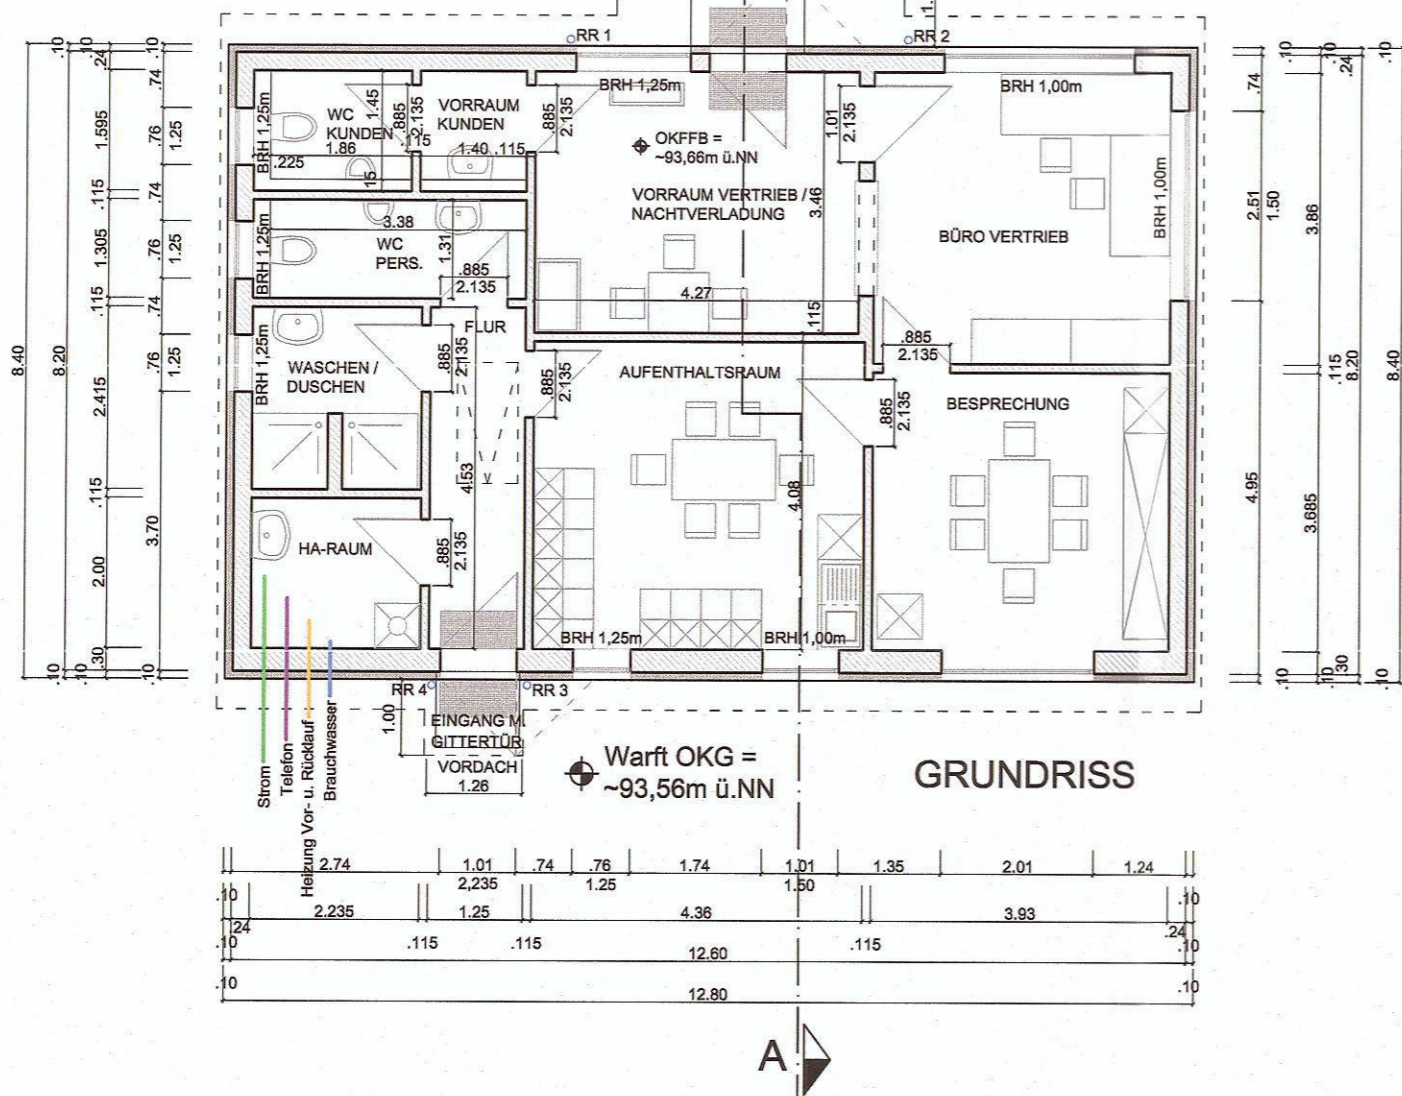 RR 1
RR 2
1.
.10
.24
.10
.10
.74
BRH 1,25m
BRH 1,00m
WC
KUNDEN
1.86
1.45
.885
2.135
.115
VORRAUM
KUNDEN
1.40 .115
.885
2.135
OKFFB =
~93,66m ü.NN
1.01
2.135
VORRAUM VERTRIEB /
NACHTVERLADUNG
3.46
BÜRO VERTRIEB
BRH 1,00m
BRH 1,25m
.225
.15
3.38
WC
PERS.
1.31
.885
2.135
BRH 1,25m
4.27
.115
FLUR
WASCHEN /
DUSCHEN
BRH 1,25m
.885
2.135
.885
2.135
AUFENTHALTSRAUM
.885
2.135
BESPRECHUNG
.885
2.135
4.53
4.08
HA-RAUM
.885
2.135
BRH 1,25m
BRH 1,00m
8.40
8.20
.10
.24
1.595
.115
1.305
.115
2.415
.115
2.00
.30
.10
.10
.74
.76
1.25
.74
.76
1.25
.74
.76
1.25
3.70
.10
.74
2.51
1.50
4.95
.10
3.86
.115
3.685
.10
.10
.24
8.20
.30
.10
.10
8.40
.10
RR 4
RR 3
1.00
EINGANG M.
GITTERTÜR
VORDACH
1.26
Strom
Telefon
Heizung Vor- u. Rücklauf
Brauchwasser
Warft OKG =
~93,56m ü.NN
GRUNDRISS
2.74
1.01
.74
.76
1.74
1.01
1.35
2.01
1.24
2,235
1.25
1.50
.10
.10
2.235
1.25
4.36
3.93
.24
.115
.115
.115
.24
.10
12.60
.10
.10
12.80
.10
A